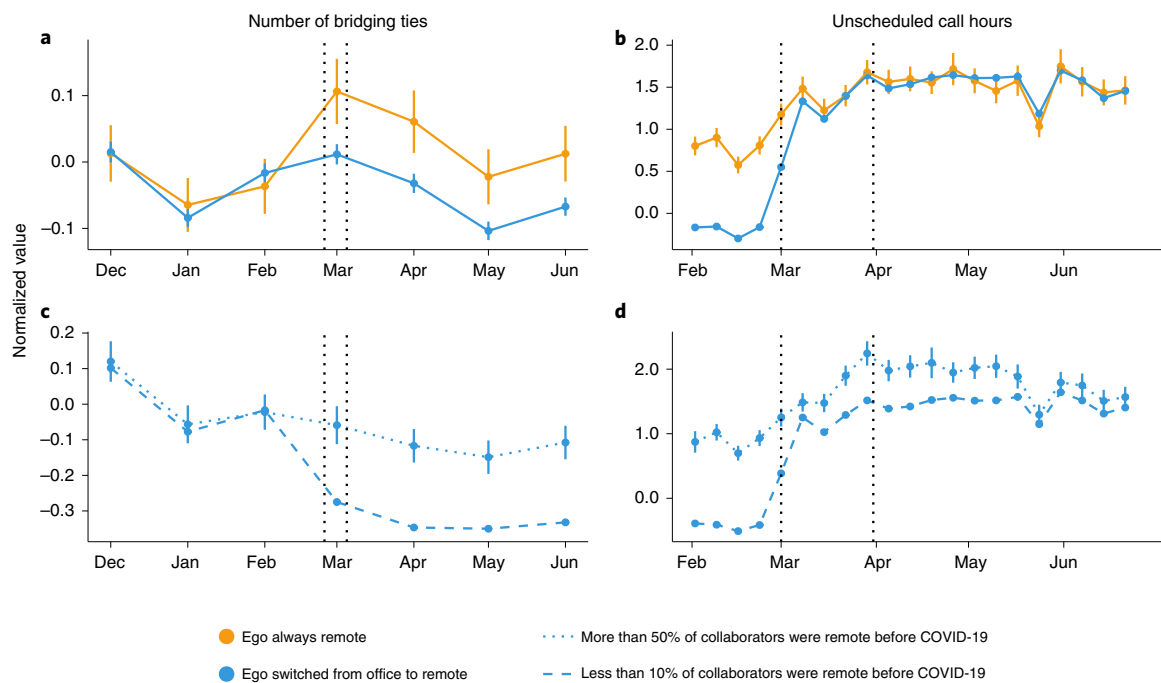 Number of bridging ties
Unscheduled call hours
a
b
0.1
0.0
−0.1
Dec Jan Feb Mar Apr May Jun
2.0
1.5
1.0
0.5
0.0
Feb Mar Apr May Jun
Normalized value
c
d
0.2
0.1
0.0
−0.1
−0.2
−0.3
Dec Jan Feb Mar Apr May Jun
2.0
1.0
0.0
Feb Mar Apr May Jun
Ego always remote
More than 50% of collaborators were remote before COVID-19
Ego switched from office to remote
Less than 10% of collaborators were remote before COVID-19